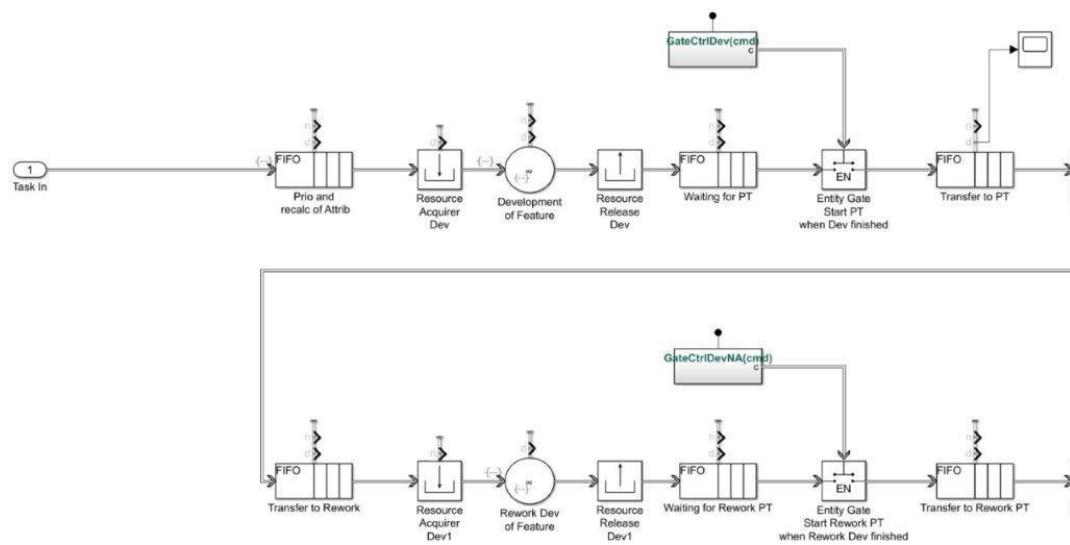 GateCtrlDev(cmd)
c
n
d
n
d
n
d
n
d
n
d
{···}
FIFO
{···}
∞
{···}
FIFO
EN
FIFO
1
Task In
Prio and
recalc of Attrib
Resource
Acquirer
Dev
Development
of Feature
Resource
Release
Dev
Waiting for PT
Entity Gate
Start PT
when Dev finished
Transfer to PT
GateCtrlDevNA(cmd)
c
n
d
n
d
n
d
n
d
FIFO
{···}
∞
{···}
FIFO
EN
FIFO
Transfer to Rework
Resource
Acquirer
Dev1
Rework Dev
of Feature
Resource
Release
Dev1
Waiting for Rework PT
Entity Gate
Start Rework PT
when Rework Dev finished
Transfer to Rework PT